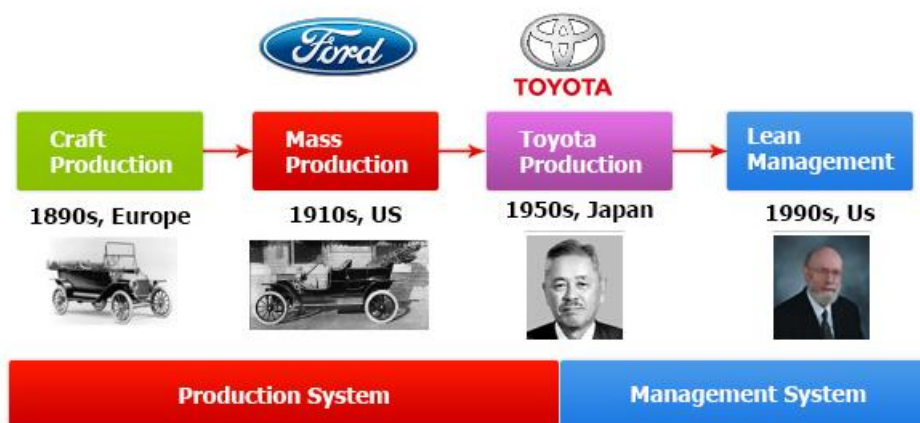 Ford
TOYOTA
Craft
Production
Mass
Production
Toyota
Production
Lean
Management
1890s, Europe
1910s, US
1950s, Japan
1990s, Us
Production System
Management System